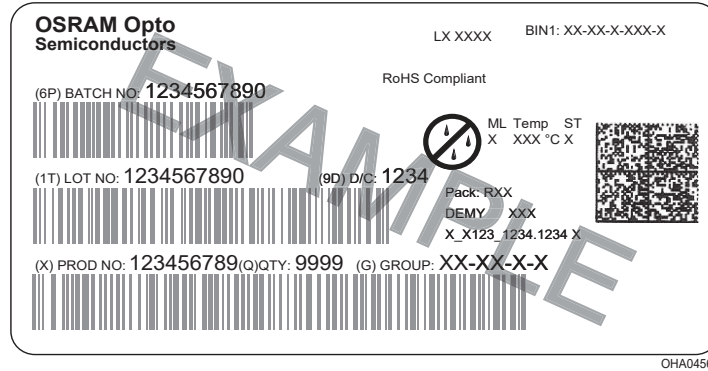 OSRAM Opto
Semiconductors
LX XXXX
BIN1: XX-XX-X-XXX-X
RoHS Compliant
(6P) BATCH NO: 1234567890
ML Temp ST
X XXX °C X
(1T) LOT NO: 1234567890 (9D) D/C: 1234
Pack: RXX
DEMY XXX
X_X123_1234.1234 X
(X) PROD NO: 123456789(Q)QTY: 9999 (G) GROUP: XX-XX-X-X
EXAMPLE